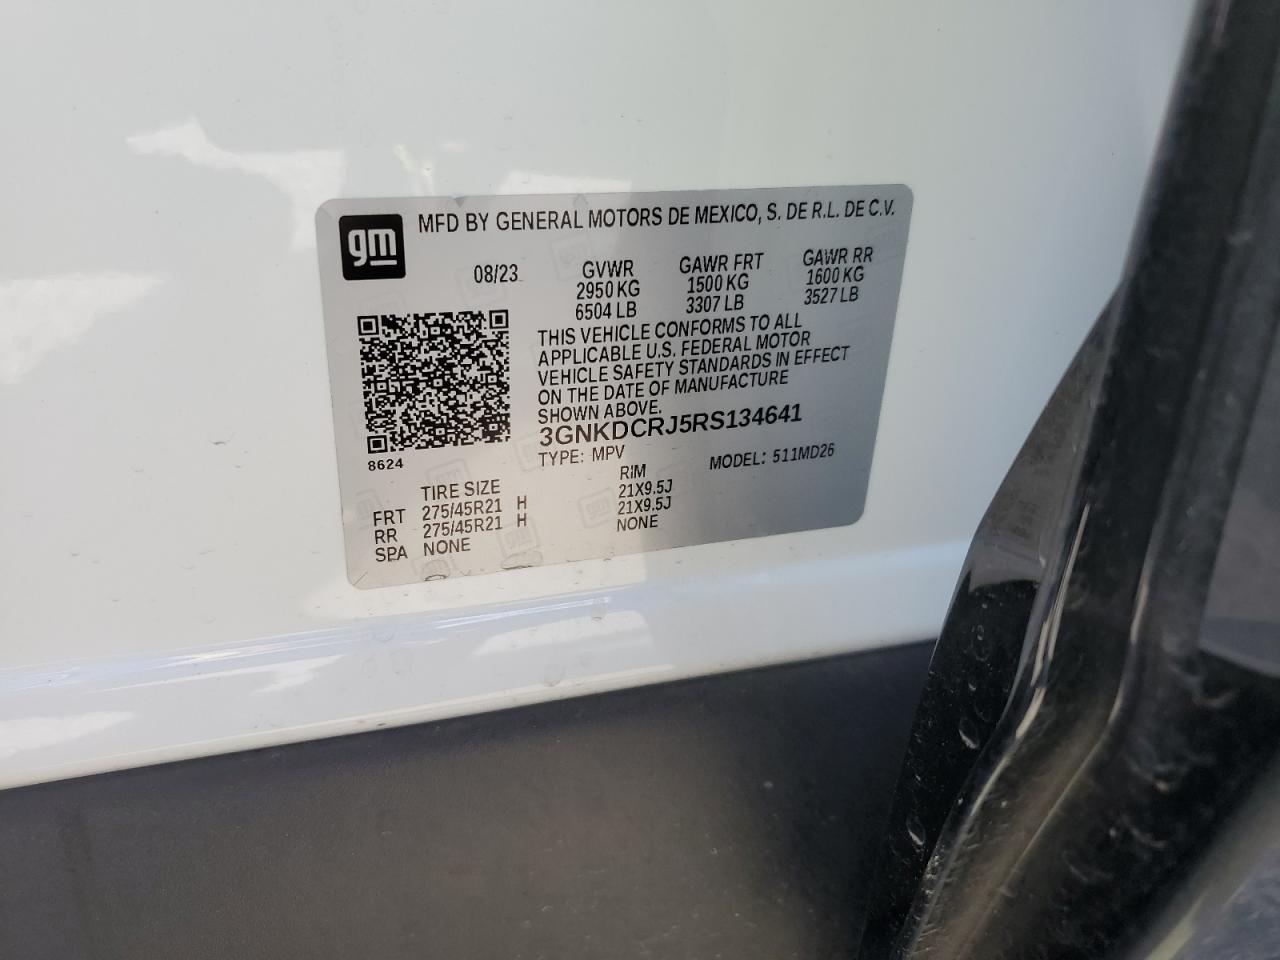 gm
MFD BY GENERAL MOTORS DE MEXICO, S. DE R.L. DE C.V.
08/23 GVWR GAWR FRT GAWR RR
2950 KG 1500 KG 1600 KG
6504 LB 3307 LB 3527 LB
THIS VEHICLE CONFORMS TO ALL
APPLICABLE U.S. FEDERAL MOTOR
VEHICLE SAFETY STANDARDS IN EFFECT
ON THE DATE OF MANUFACTURE
SHOWN ABOVE.
3GNKDCRJ5RS134641
TYPE: MPV MODEL: 511MD26
8624
TIRE SIZE RIM
FRT 275/45R21 H 21X9.5J
RR 275/45R21 H 21X9.5J
SPA NONE NONE